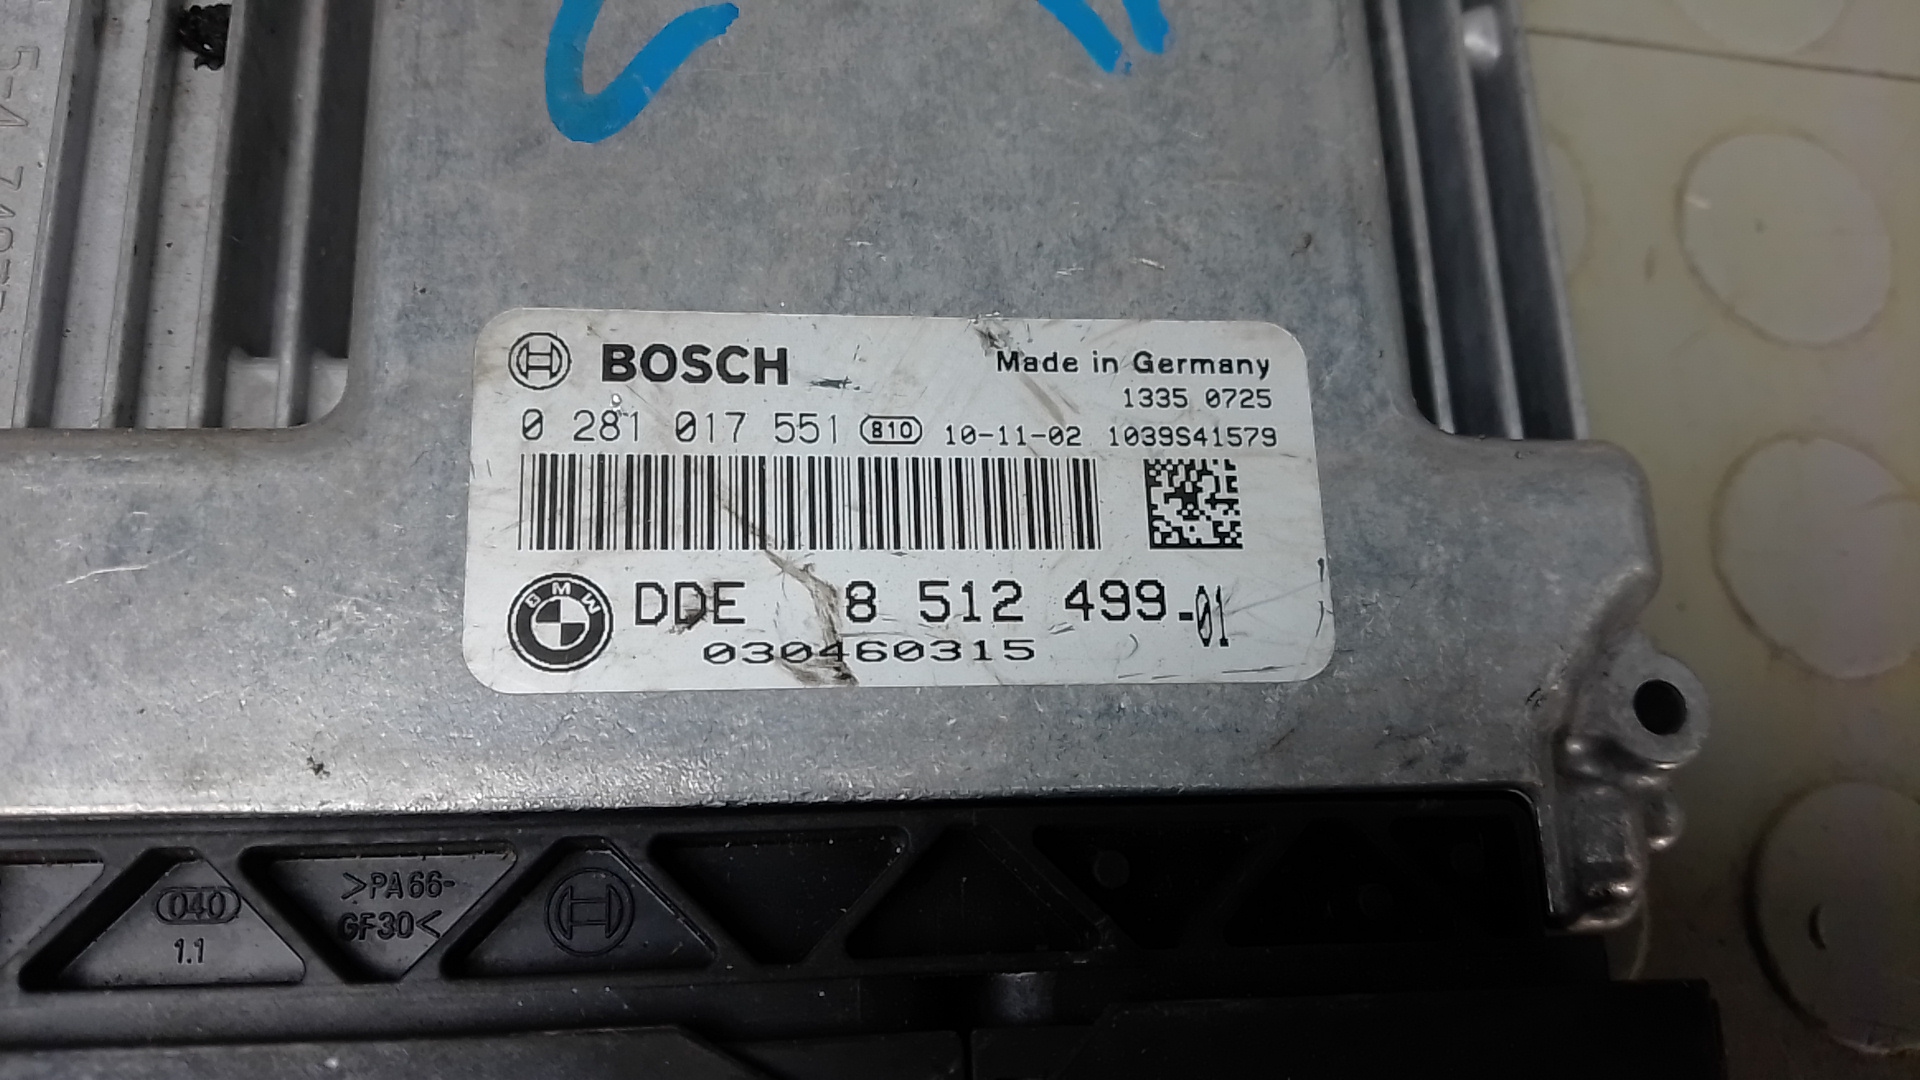 BOSCH
Made in Germany
1335 0725
0 281 017 551 810 10-11-02 1039S41579
BMW
DDE 8 512 499-01
030460315
040
1.1
>PA66-
GF30<